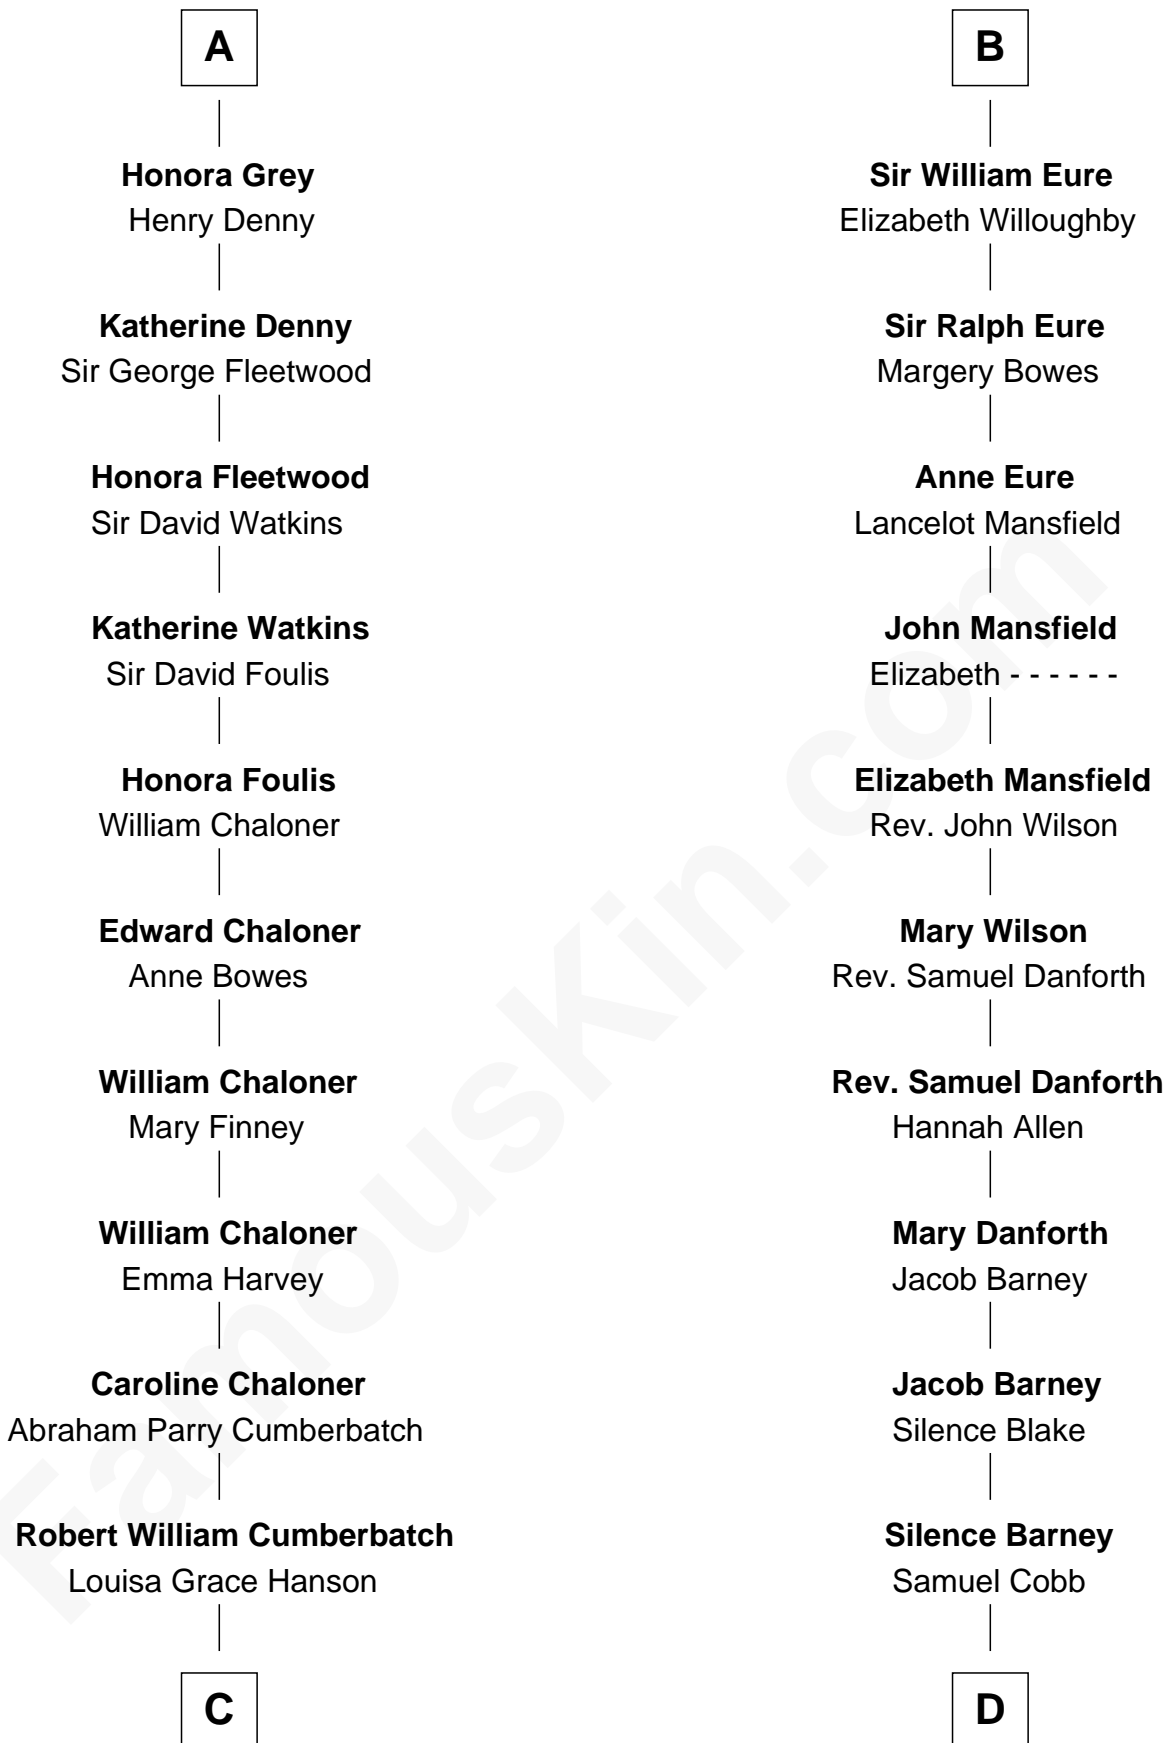 A
Honora Grey
Henry Denny
Katherine Denny
Sir George Fleetwood
Honora Fleetwood
Sir David Watkins
Katherine Watkins
Sir David Foulis
Honora Foulis
William Chaloner
Edward Chaloner
Anne Bowes
William Chaloner
Mary Finney
William Chaloner
Emma Harvey
Caroline Chaloner
Abraham Parry Cumberbatch
Robert William Cumberbatch
Louisa Grace Hanson
C
B
Sir William Eure
Elizabeth Willoughby
Sir Ralph Eure
Margery Bowes
Anne Eure
Lancelot Mansfield
John Mansfield
Elizabeth - - - - - -
Elizabeth Mansfield
Rev. John Wilson
Mary Wilson
Rev. Samuel Danforth
Rev. Samuel Danforth
Hannah Allen
Mary Danforth
Jacob Barney
Jacob Barney
Silence Blake
Silence Barney
Samuel Cobb
D
FamousKin.com